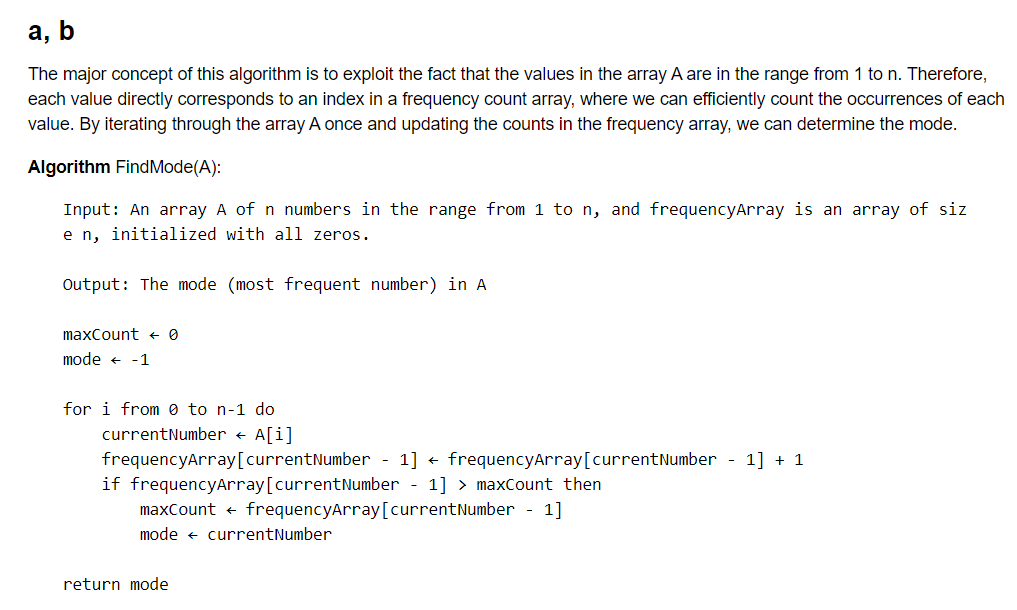 a, b
The major concept of this algorithm is to exploit the fact that the values in the array A are in the range from 1 to n. Therefore,
each value directly corresponds to an index in a frequency count array, where we can efficiently count the occurrences of each
value. By iterating through the array A once and updating the counts in the frequency array, we can determine the mode.
Algorithm FindMode(A):
Input: An array A of n numbers in the range from 1 to n, and frequencyArray is an array of siz
e n, initialized with all zeros.
Output: The mode (most frequent number) in A
maxCount ← 0
mode ← -1
for i from 0 to n-1 do
currentNumber ← A[i]
frequencyArray[currentNumber - 1] ← frequencyArray[currentNumber - 1] + 1
if frequencyArray[currentNumber - 1] > maxCount then
maxCount ← frequencyArray[currentNumber - 1]
mode ← currentNumber
return mode